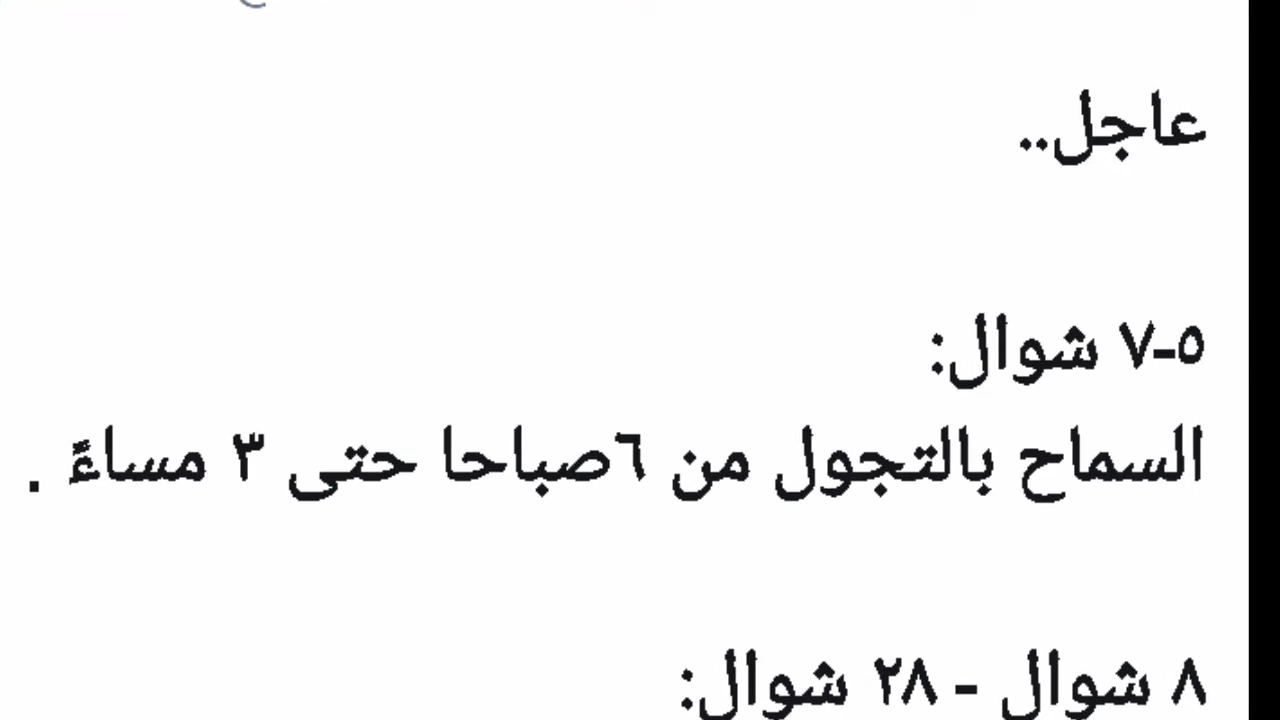 عاجل..
٥-٧ شوال:
السماح بالتجول من ٦صباحا حتى ٣ مساءً .
٨ شوال - ٢٨ شوال: